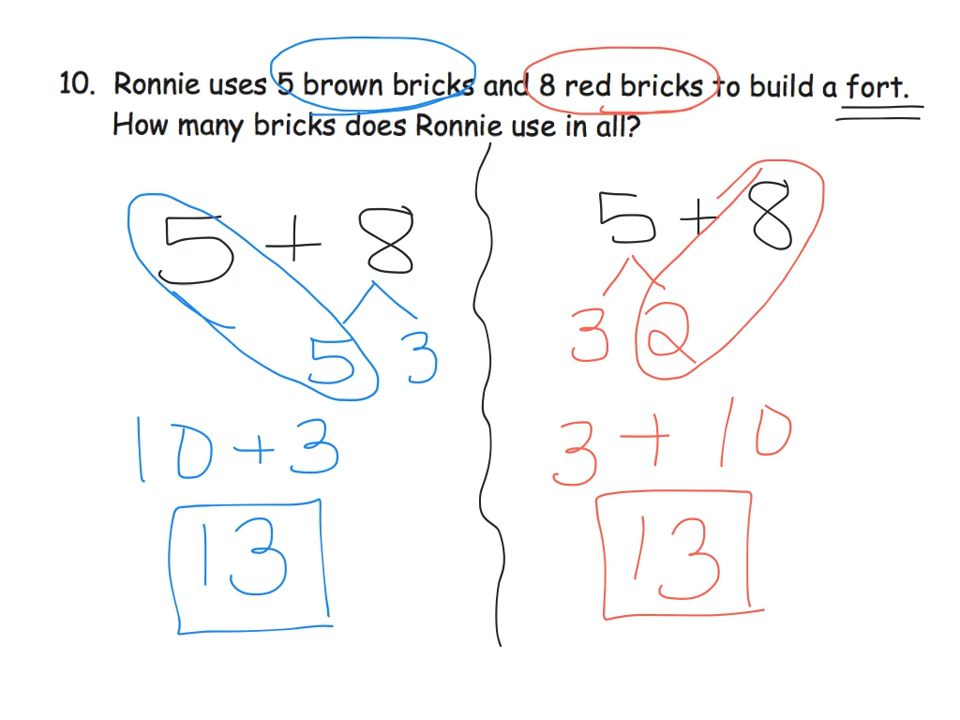 10. Ronnie uses 5 brown bricks and 8 red bricks to build a fort.
How many bricks does Ronnie use in all?
5 + 8
5 3
10 + 3
13
5 + 8
3 2
3 + 10
13